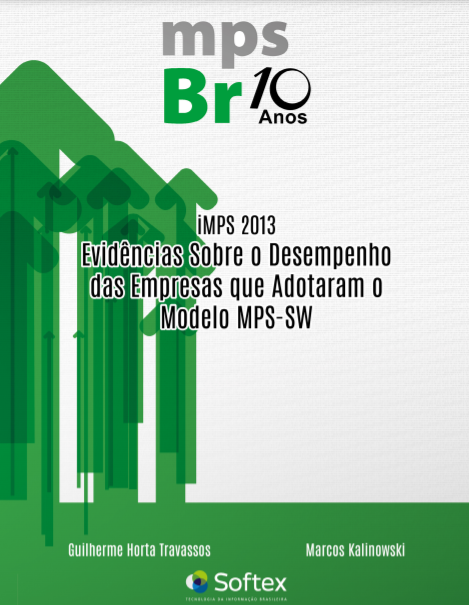 mps
Br 10
Anos
iMPS 2013
Evidências Sobre o Desempenho
das Empresas que Adotaram o
Modelo MPS-SW
Guilherme Horta Travassos
Marcos Kalinowski
Softex
TECNOLOGIA DA INFORMAÇÃO BRASILEIRA